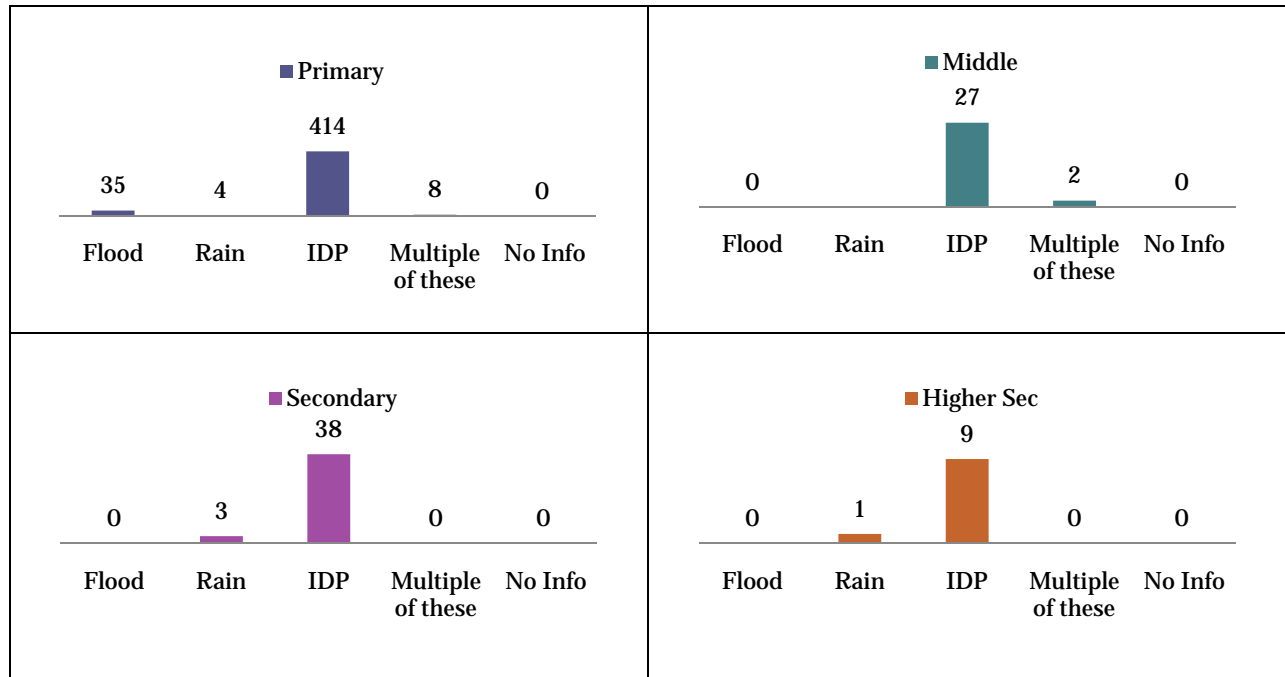 Primary
414
35
4
8
0
Flood
Rain
IDP
Multiple
of these
No Info
Middle
27
0
2
0
Flood
Rain
IDP
Multiple
of these
No Info
Secondary
38
0
3
0
0
Flood
Rain
IDP
Multiple
of these
No Info
Higher Sec
9
0
1
0
0
Flood
Rain
IDP
Multiple
of these
No Info